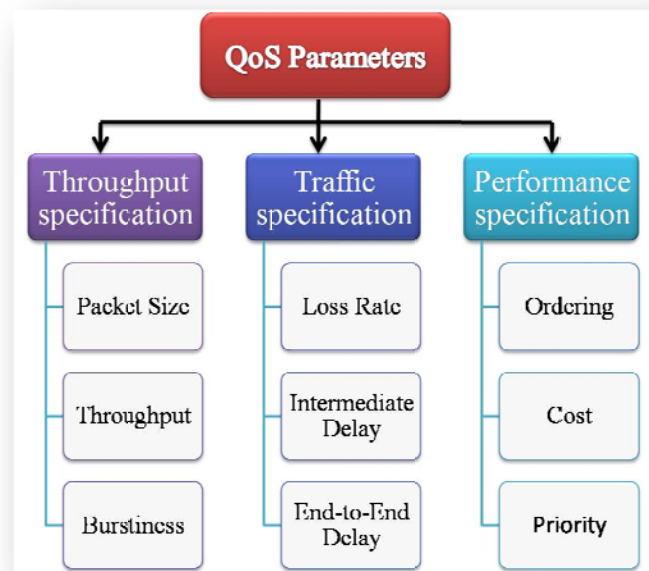 QoS Parameters
Throughput
specification
Traffic
specification
Performance
specification
Packet Size
Loss Rate
Ordering
Throughput
Intermediate
Delay
Cost
Burstiness
End-to-End
Delay
Priority